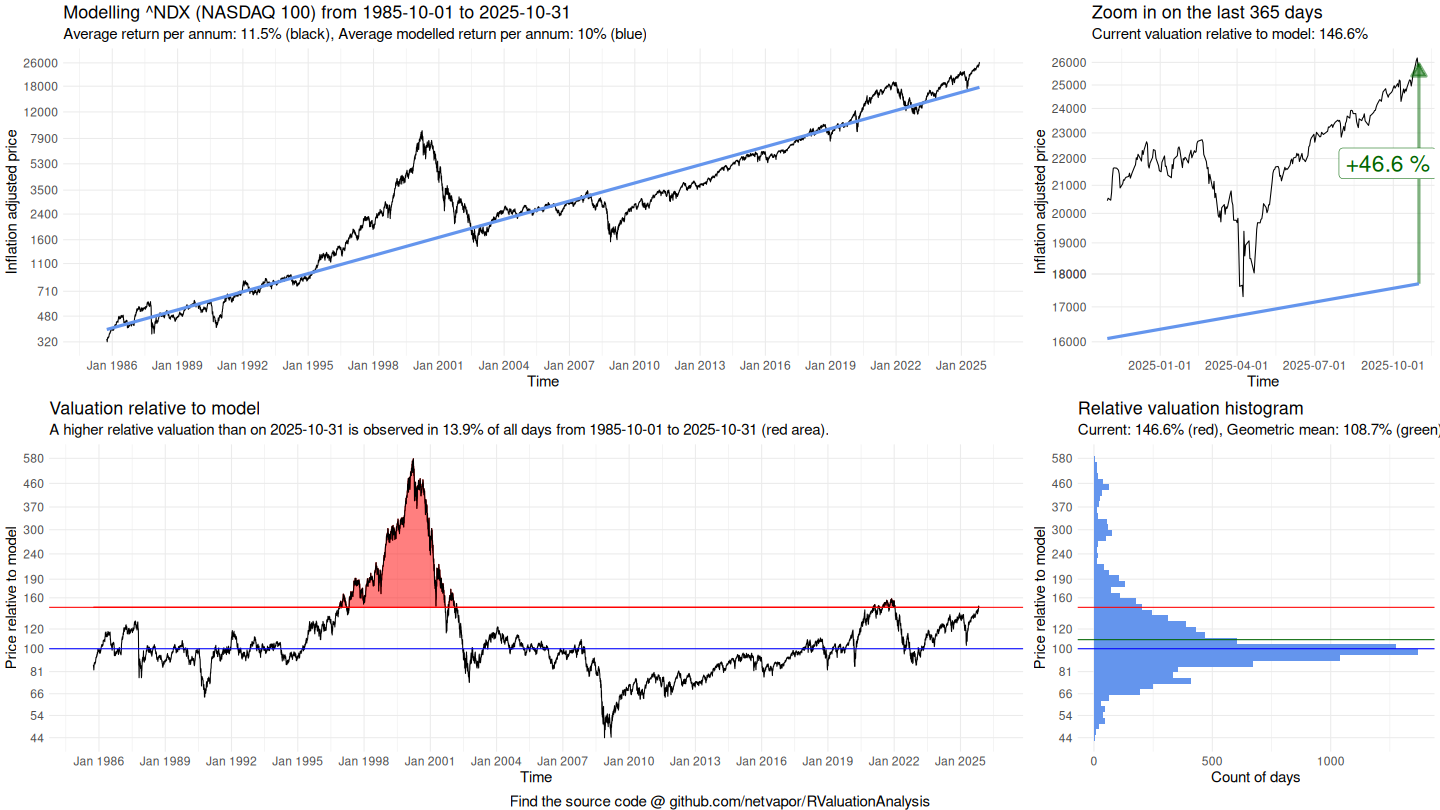 Modelling ^NDX (NASDAQ 100) from 1985-10-01 to 2025-10-31
Average return per annum: 11.5% (black), Average modelled return per annum: 10% (blue)
Inflation adjusted price
26000
18000
12000
7900
5300
3500
2400
1600
1100
710
480
320
Jan 1986 Jan 1989 Jan 1992 Jan 1995 Jan 1998 Jan 2001 Jan 2004 Jan 2007 Jan 2010 Jan 2013 Jan 2016 Jan 2019 Jan 2022 Jan 2025
Time
Zoom in on the last 365 days
Current valuation relative to model: 146.6%
Inflation adjusted price
26000
25000
24000
23000
22000
21000
20000
19000
18000
17000
16000
+46.6 %
2025-01-01 2025-04-01 2025-07-01 2025-10-01
Time
Valuation relative to model
A higher relative valuation than on 2025-10-31 is observed in 13.9% of all days from 1985-10-01 to 2025-10-31 (red area).
Price relative to model
580
460
370
300
240
190
160
120
100
81
66
54
44
Jan 1986 Jan 1989 Jan 1992 Jan 1995 Jan 1998 Jan 2001 Jan 2004 Jan 2007 Jan 2010 Jan 2013 Jan 2016 Jan 2019 Jan 2022 Jan 2025
Time
Relative valuation histogram
Current: 146.6% (red), Geometric mean: 108.7% (green)
Price relative to model
580
460
370
300
240
190
160
120
100
81
66
54
44
0 500 1000
Count of days
Find the source code @ github.com/netvapor/RValuationAnalysis